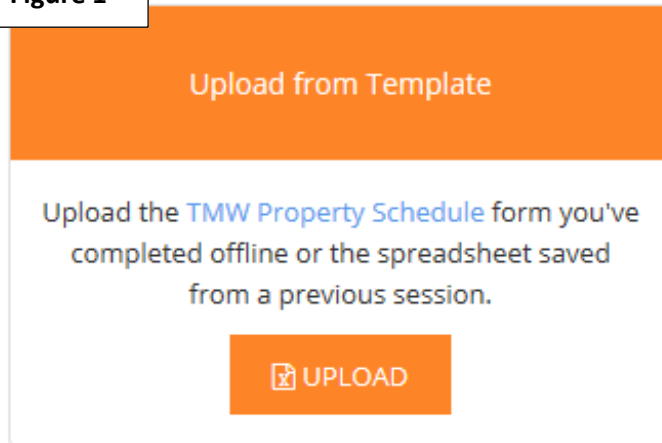 Figure 1
Upload from Template
Upload the TMW Property Schedule form you've
completed offline or the spreadsheet saved
from a previous session.
UPLOAD